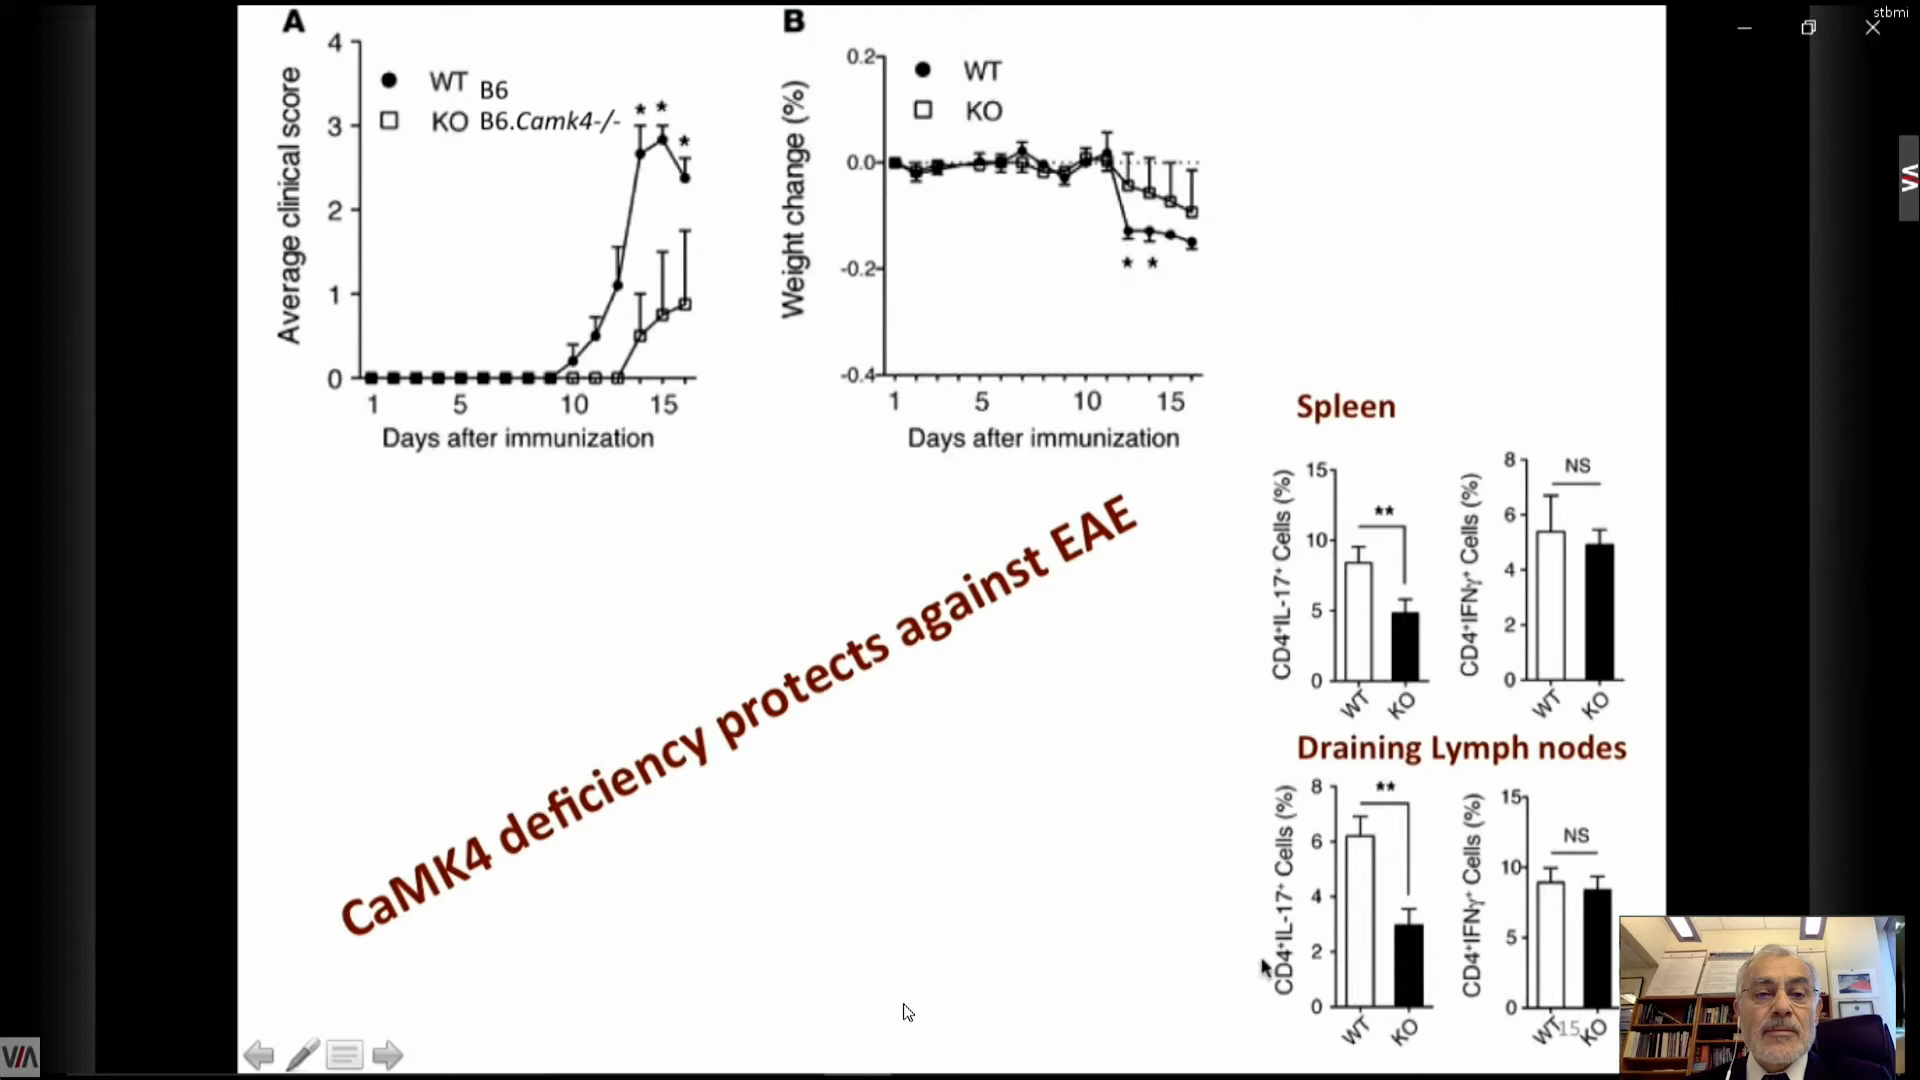 stbmi
A
4
3
2
1
0
Average clinical score
WT B6
KO B6.Camk4-/-
* * *
1 5 10 15
Days after immunization
B
0.2
0.0
-0.2
-0.4
Weight change (%)
WT
KO
* *
1 5 10 15
Days after immunization
CaMK4 deficiency protects against EAE
Spleen
15
10
5
0
CD4+IL-17+ Cells (%)
**
WT KO
8
6
4
2
0
CD4+IFNγ+ Cells (%)
NS
WT KO
Draining Lymph nodes
8
6
4
2
0
CD4+IL-17+ Cells (%)
**
WT KO
15
10
5
0
CD4+IFNγ+ Cells (%)
NS
WT KO
15
VIA